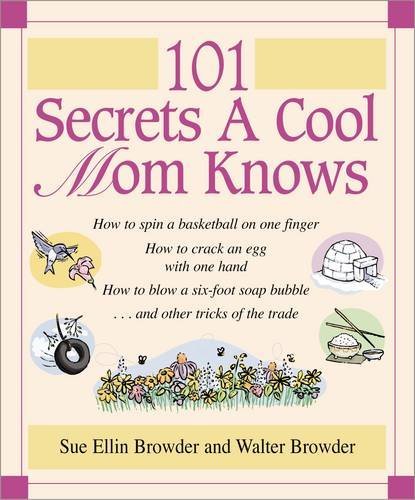 101
Secrets A Cool
Mom Knows
How to spin a basketball on one finger
How to crack an egg
with one hand
How to blow a six-foot soap bubble
. . . and other tricks of the trade
Sue Ellin Browder and Walter Browder